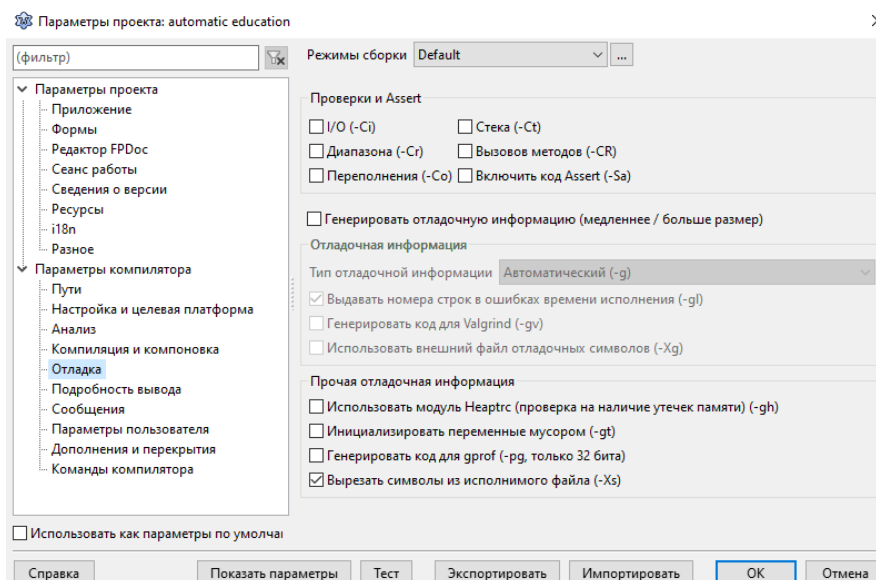 Параметры проекта: automatic education
(фильтр)
Режимы сборки Default ...
Параметры проекта
Приложение
Формы
Редактор FPDoc
Сеанс работы
Сведения о версии
Ресурсы
i18n
Разное
Параметры компилятора
Пути
Настройка и целевая платформа
Анализ
Компиляция и компоновка
Отладка
Подробность вывода
Сообщения
Параметры пользователя
Дополнения и перекрытия
Команды компилятора
Проверки и Assert
I/O (-Ci) Стека (-Ct)
Диапазона (-Cr) Вызовов методов (-CR)
Переполнения (-Co) Включить код Assert (-Sa)
Генерировать отладочную информацию (медленнее / больше размер)
Отладочная информация
Тип отладочной информации Автоматический (-g)
Выдавать номера строк в ошибках времени исполнения (-gl)
Генерировать код для Valgrind (-gv)
Использовать внешний файл отладочных символов (-Xg)
Прочая отладочная информация
Использовать модуль Heaptrc (проверка на наличие утечек памяти) (-gh)
Инициализировать переменные мусором (-gt)
Генерировать код для gprof (-pg, только 32 бита)
Вырезать символы из исполнимого файла (-Xs)
Использовать как параметры по умолчаı
Справка Показать параметры Тест Экспортировать Импортировать OK Отмена